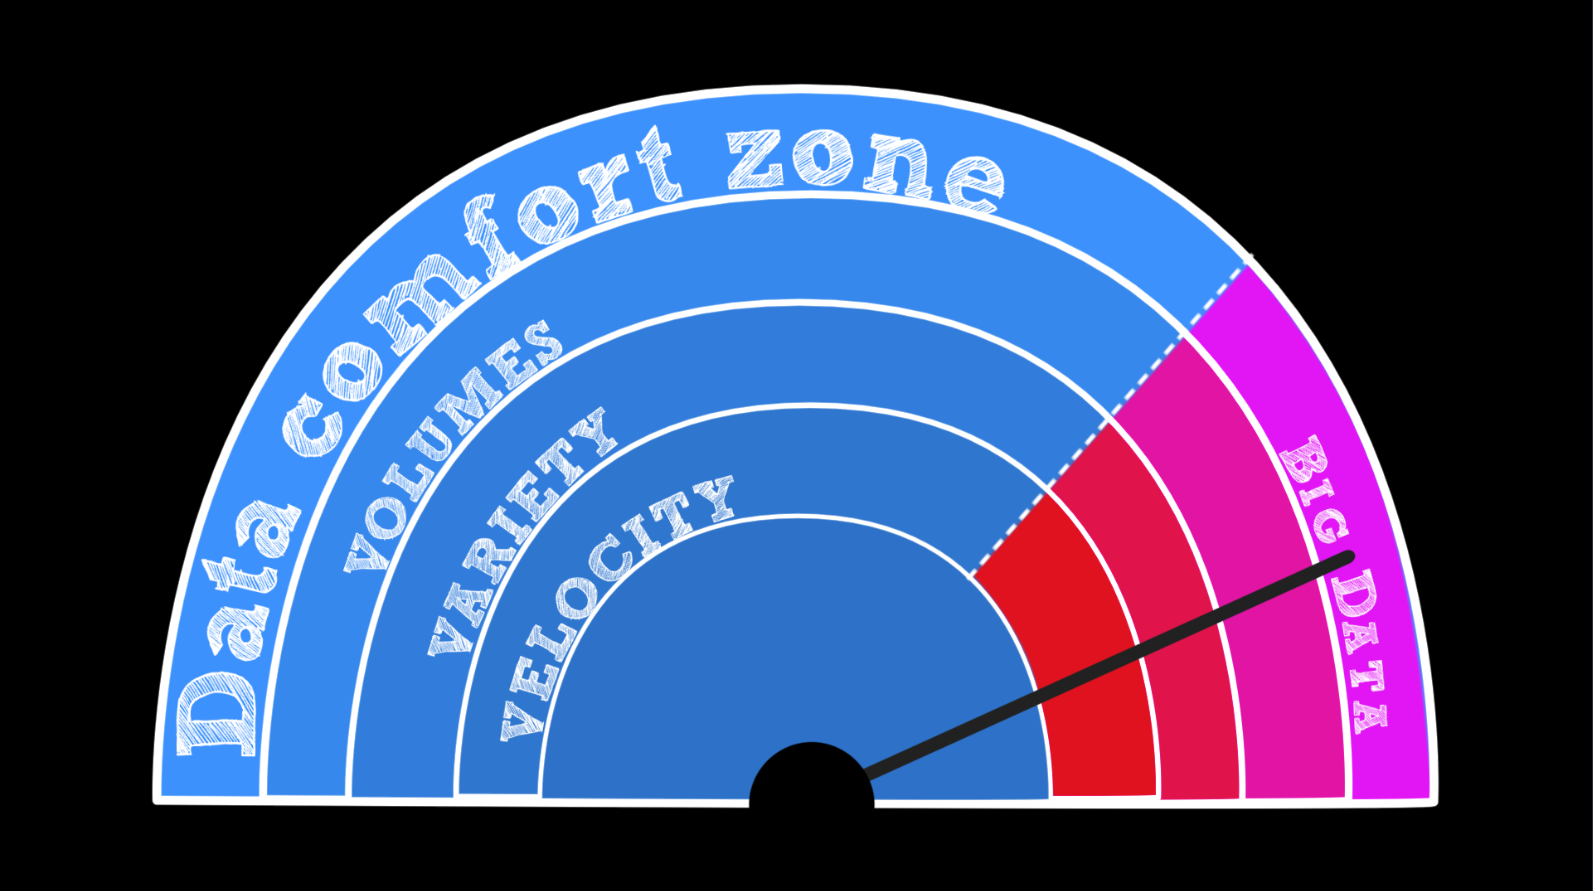 Data comfort zone
VOLUMES
VARIETY
VELOCITY
BIG DATA